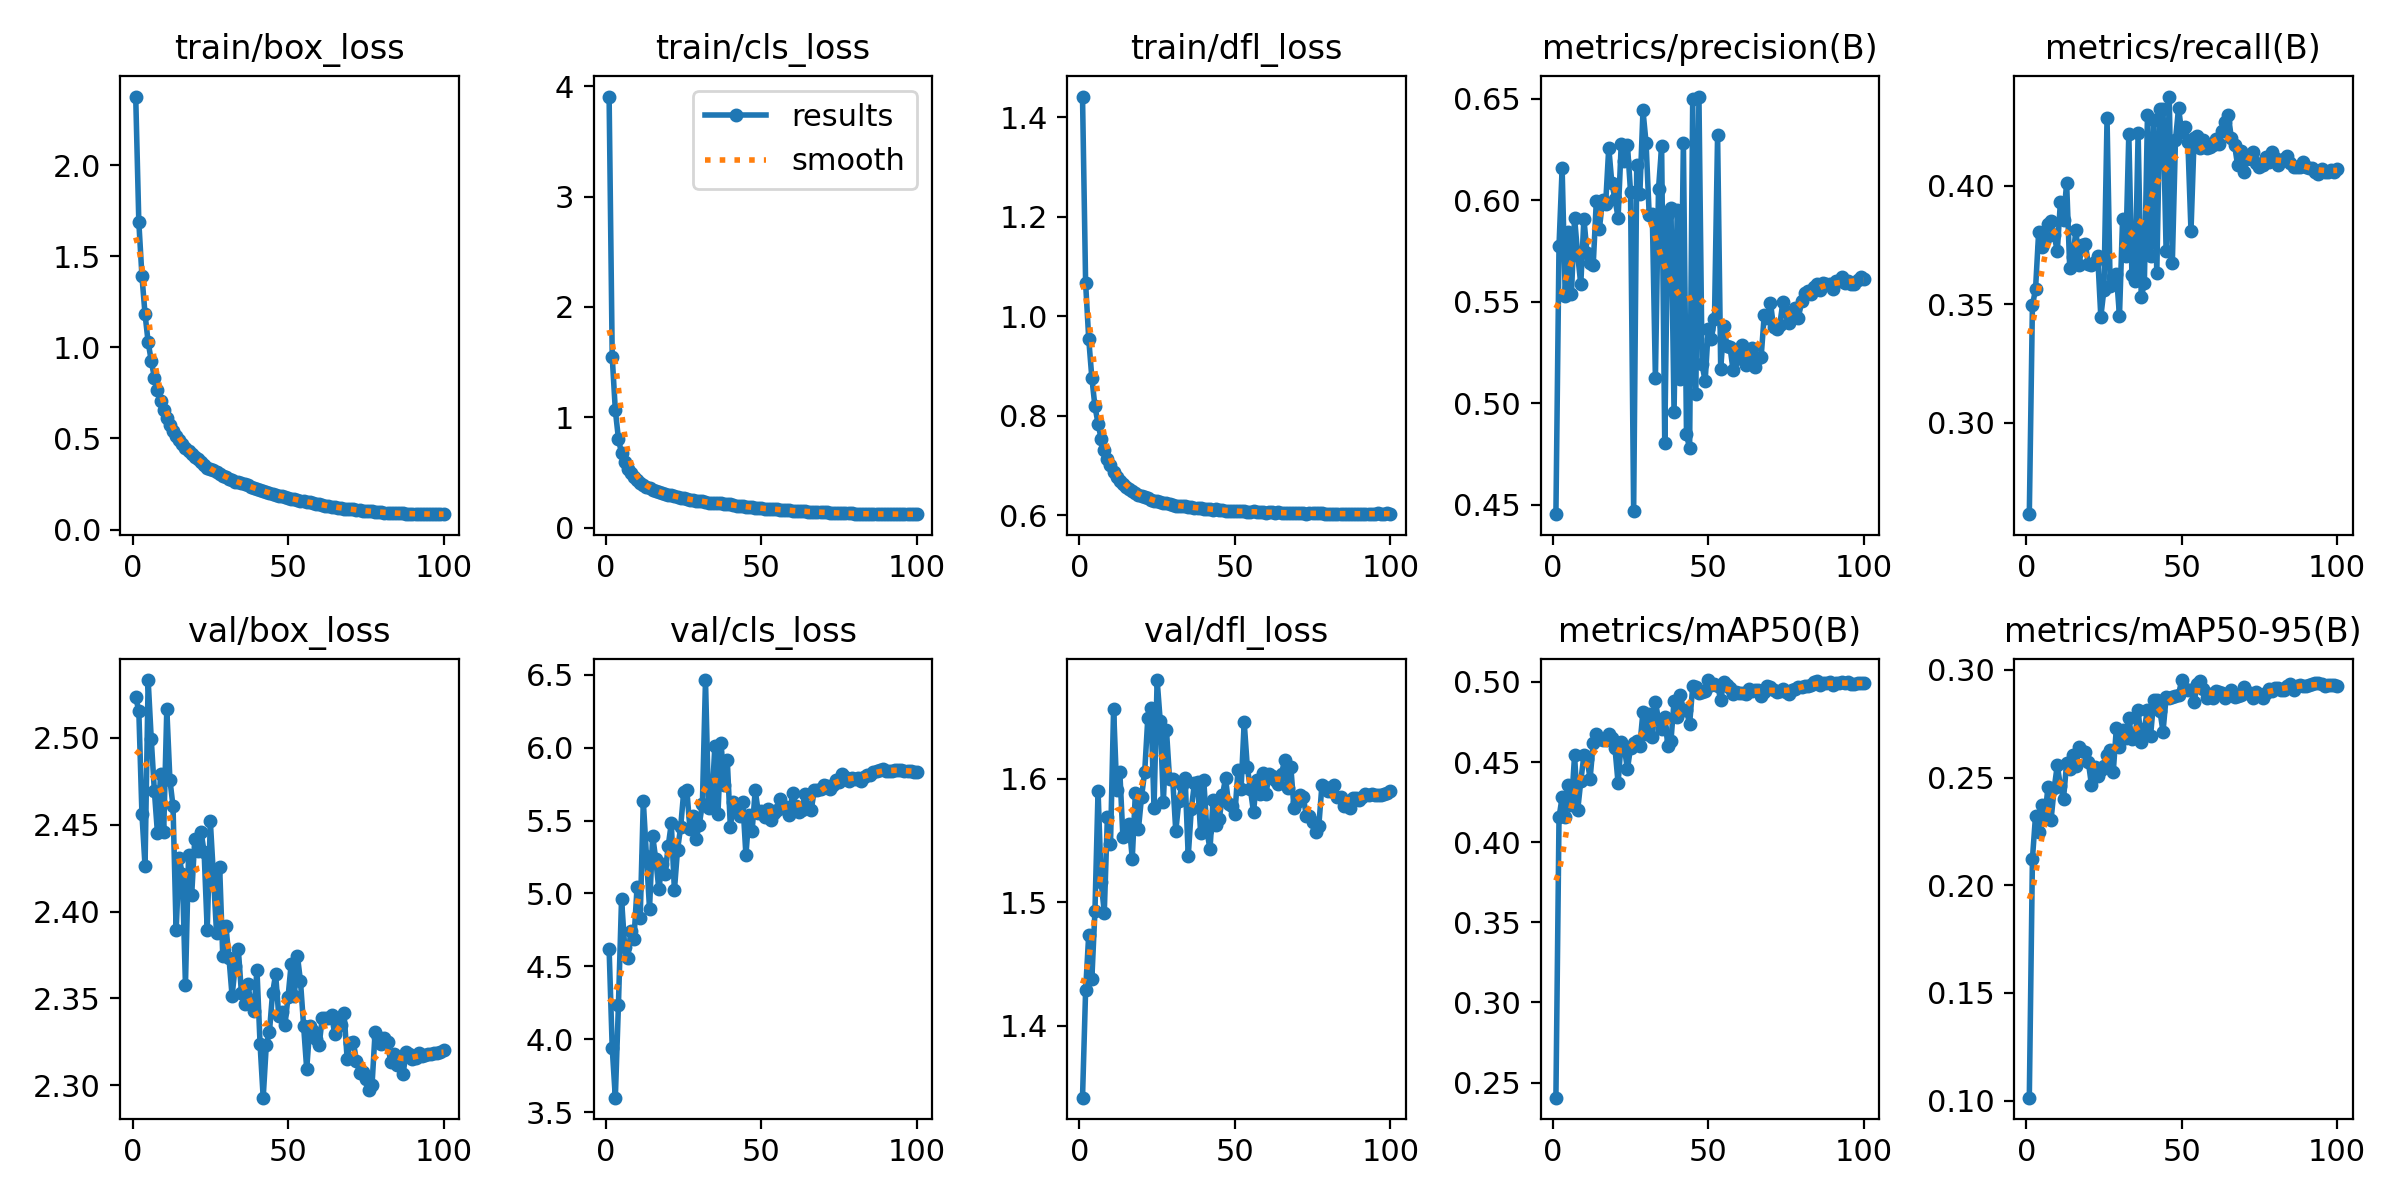 train/box_loss
2.0
1.5
1.0
0.5
0.0
0 50 100
train/cls_loss
4
3
2
1
0
results
smooth
0 50 100
train/dfl_loss
1.4
1.2
1.0
0.8
0.6
0 50 100
metrics/precision(B)
0.65
0.60
0.55
0.50
0.45
0 50 100
metrics/recall(B)
0.40
0.35
0.30
0 50 100
val/box_loss
2.50
2.45
2.40
2.35
2.30
0 50 100
val/cls_loss
6.5
6.0
5.5
5.0
4.5
4.0
3.5
0 50 100
val/dfl_loss
1.6
1.5
1.4
0 50 100
metrics/mAP50(B)
0.50
0.45
0.40
0.35
0.30
0.25
0 50 100
metrics/mAP50-95(B)
0.30
0.25
0.20
0.15
0.10
0 50 100